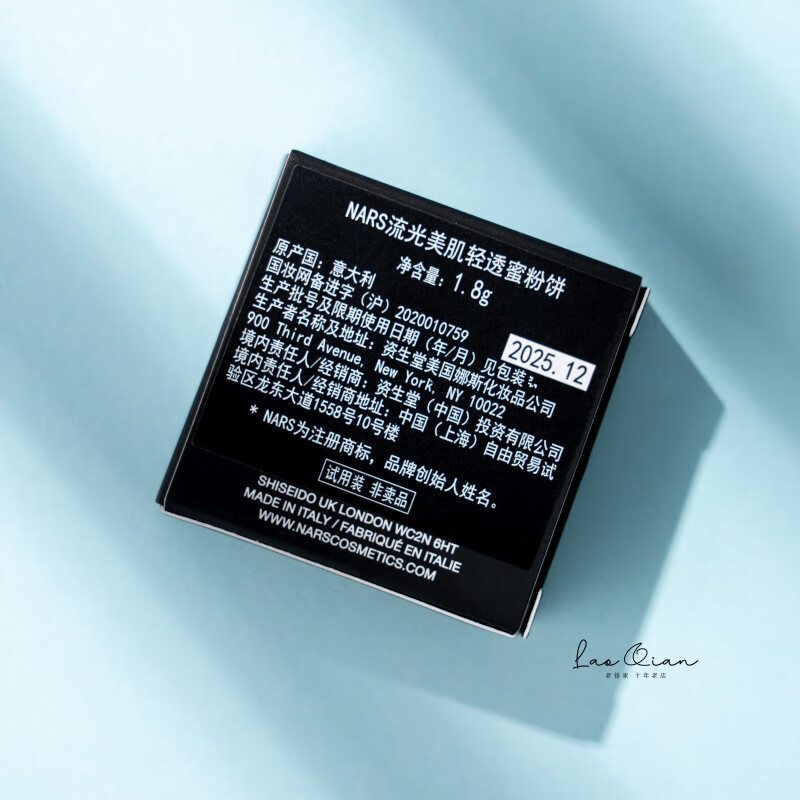 NARS流光美肌轻透蜜粉饼
净含量: 1.8g
原产国: 意大利
国妆网备进字（沪）2020010759
生产批号及限期使用日期（年/月）见包装
2025.12
生产者名称及地址: 资生堂美国娜斯化妆品公司
900 Third Avenue, New York, NY 10022
境内责任人/经销商: 资生堂（中国）投资有限公司
境内责任人/经销商地址: 中国（上海）自由贸易试
验区龙东大道1558号10号楼
* NARS为注册商标，品牌创始人姓名。
试用装 非卖品
SHISEIDO UK LONDON WC2N 6HT
MADE IN ITALY / FABRIQUÉ EN ITALIE
WWW.NARSCOSMETICS.COM
Lao Qian
老钱家 十年老店